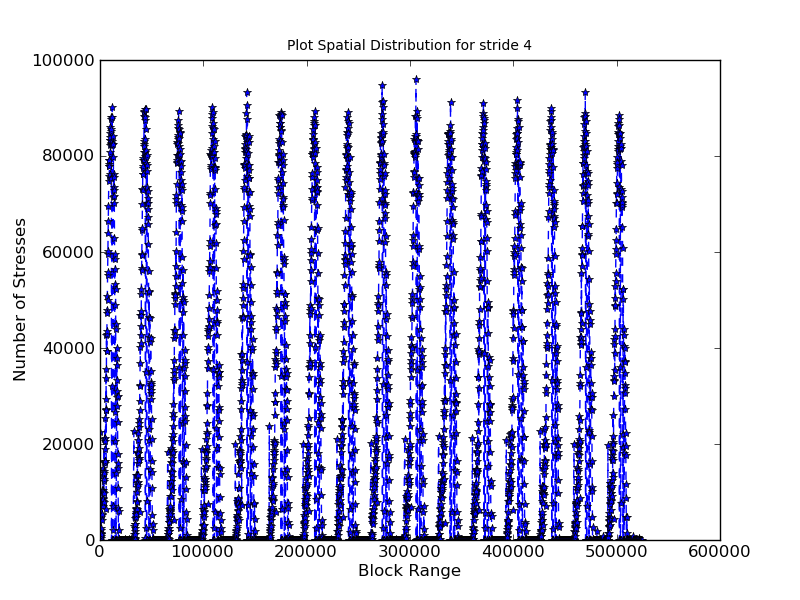 Plot Spatial Distribution for stride 4
100000
80000
60000
40000
20000
0
Number of Stresses
0 100000 200000 300000 400000 500000 600000
Block Range